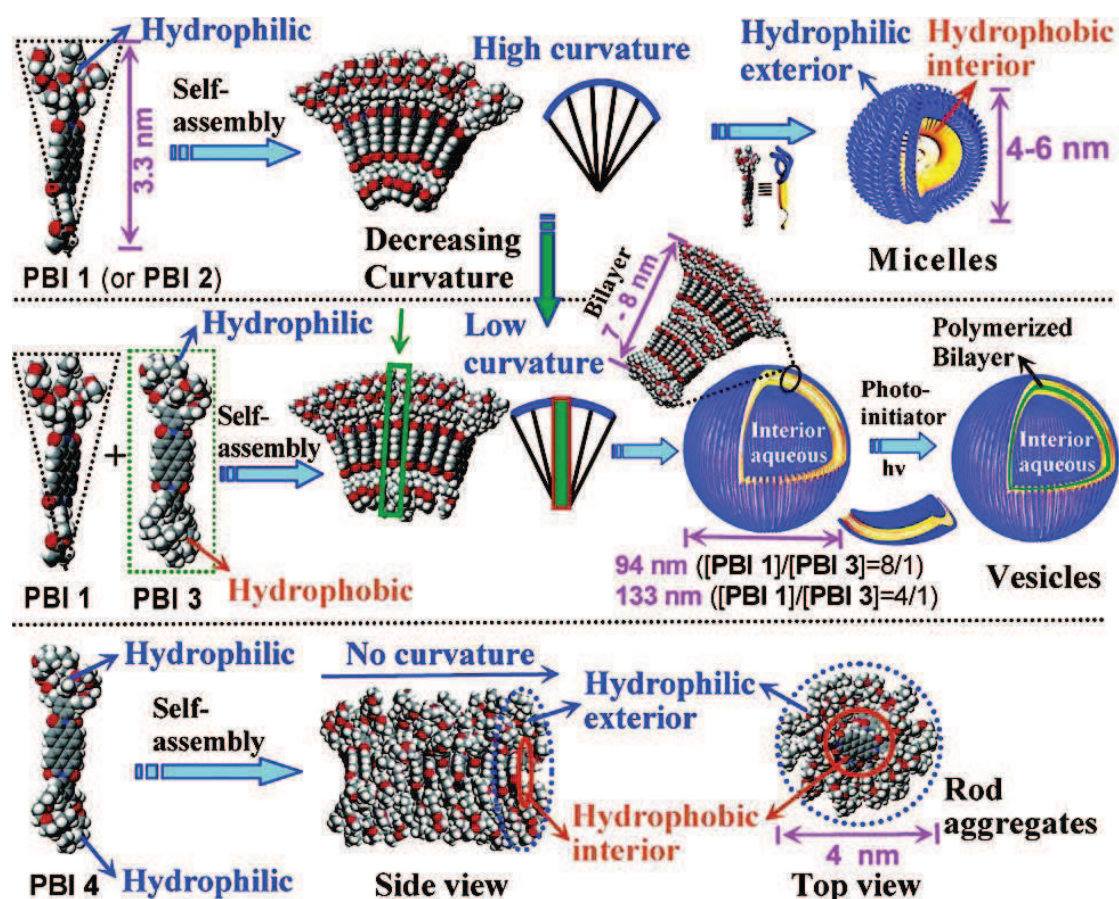 Hydrophilic
3.3 nm
PBI 1 (or PBI 2)
Self-
assembly
High curvature
Decreasing
Curvature
Hydrophilic
exterior
Hydrophobic
interior
4-6 nm
Micelles
Hydrophilic
PBI 1
+
PBI 3
Hydrophobic
Self-
assembly
Low
curvature
Bilayer
7 - 8 nm
Interior
aqueous
94 nm ([PBI 1]/[PBI 3]=8/1)
133 nm ([PBI 1]/[PBI 3]=4/1)
Photo-
initiator
hv
Polymerized
Bilayer
Interior
aqueous
Vesicles
Hydrophilic
PBI 4
Hydrophilic
Self-
assembly
No curvature
Side view
Hydrophilic
exterior
Hydrophobic
interior
4 nm
Top view
Rod
aggregates